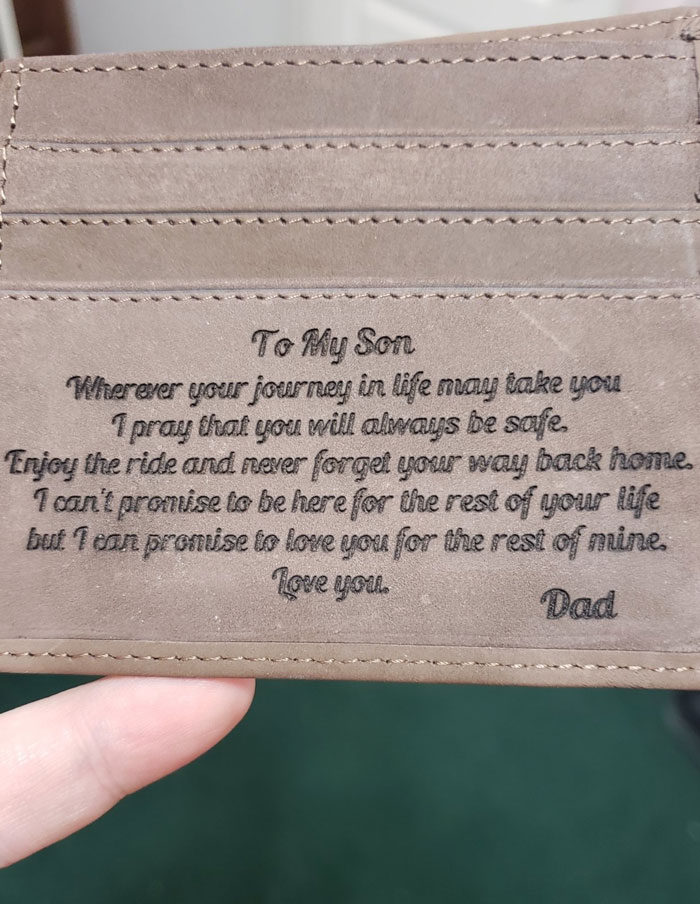 To My Son
Wherever your journey in life may take you
I pray that you will always be safe.
Enjoy the ride and never forget your way back home.
I can't promise to be here for the rest of your life
but I can promise to love you for the rest of mine.
Love you.
Dad